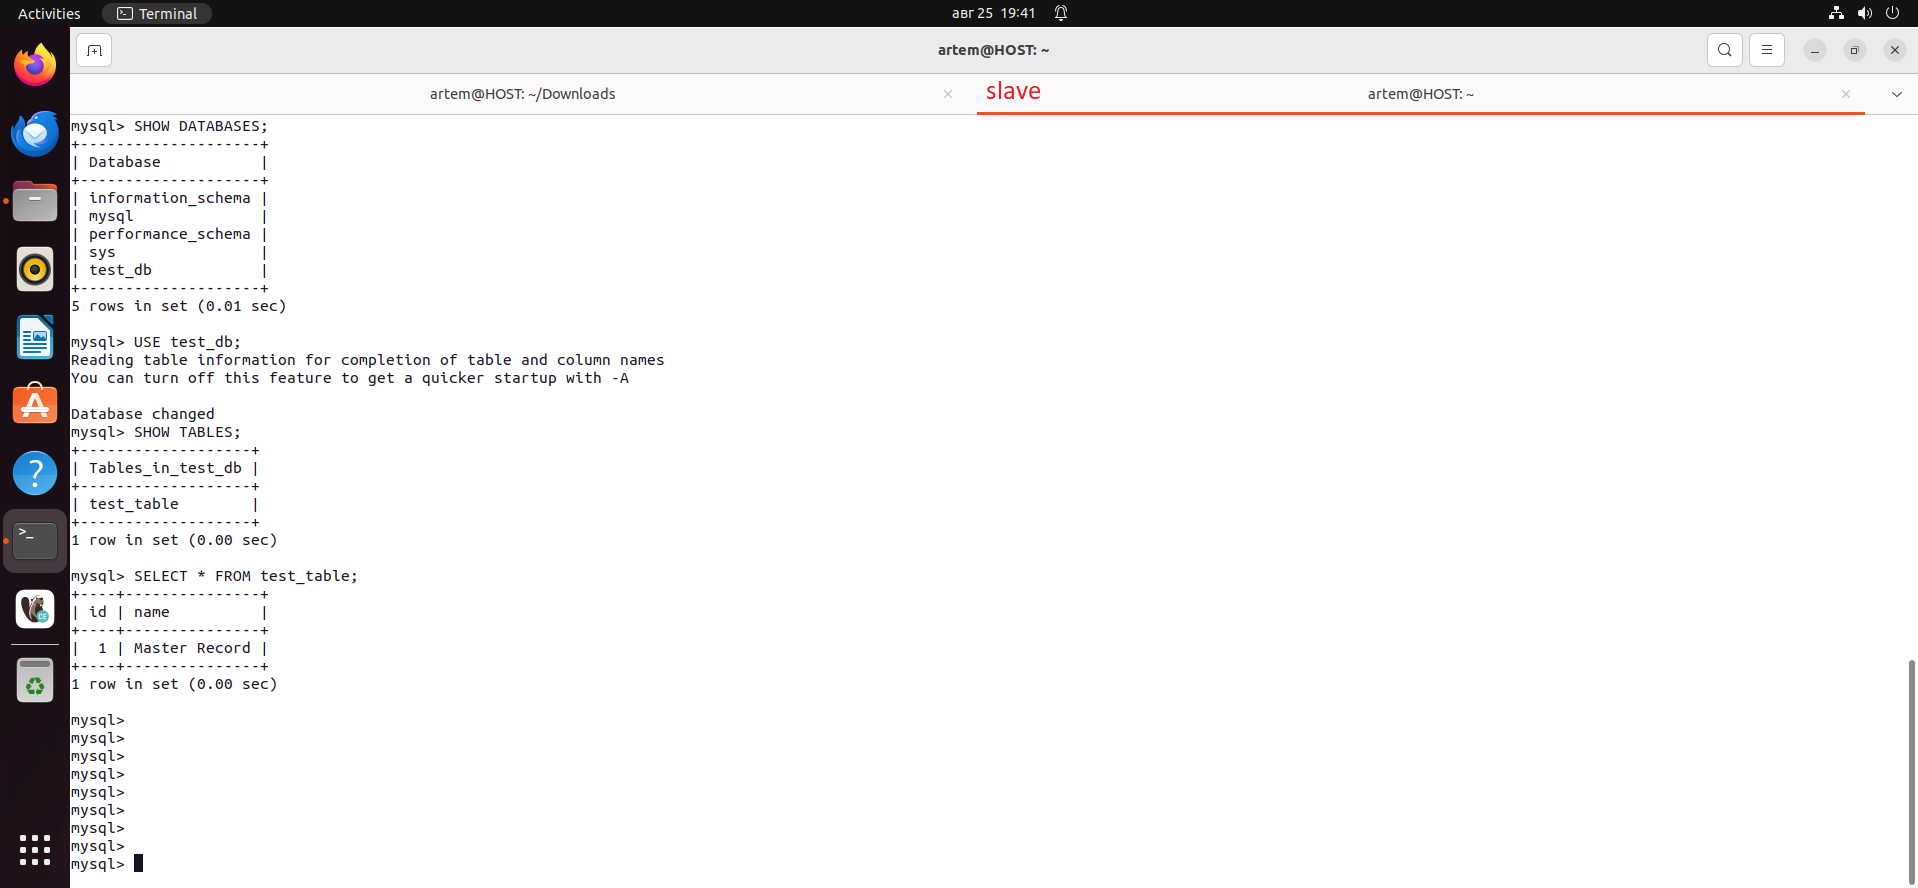 Activities Terminal авг 25 19:41
artem@HOST: ~
artem@HOST: ~/Downloads slave artem@HOST: ~
mysql> SHOW DATABASES;
+--------------------+
| Database           |
+--------------------+
| information_schema |
| mysql              |
| performance_schema |
| sys                |
| test_db            |
+--------------------+
5 rows in set (0.01 sec)
mysql> USE test_db;
Reading table information for completion of table and column names
You can turn off this feature to get a quicker startup with -A
Database changed
mysql> SHOW TABLES;
+-------------------+
| Tables_in_test_db |
+-------------------+
| test_table        |
+-------------------+
1 row in set (0.00 sec)
mysql> SELECT * FROM test_table;
+----+---------------+
| id | name          |
+----+---------------+
|  1 | Master Record |
+----+---------------+
1 row in set (0.00 sec)
mysql>
mysql>
mysql>
mysql>
mysql>
mysql>
mysql>
mysql>
mysql>